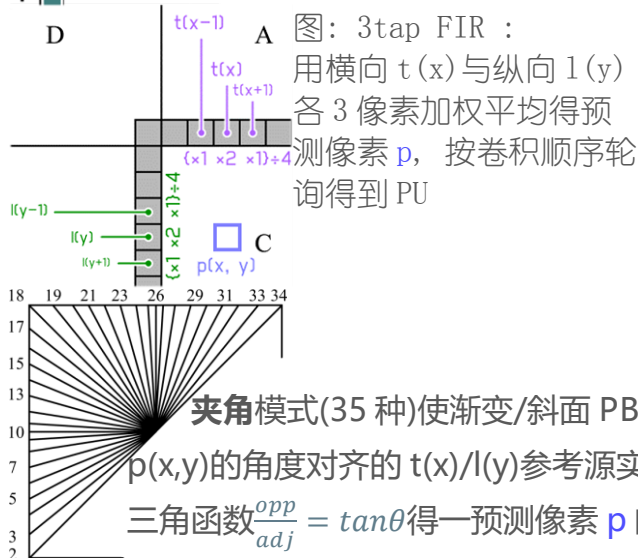 D
A
t(x-1)
t(x)
t(x+1)
{×1 ×2 ×1}÷4
图: 3tap FIR :
用横向 t(x)与纵向 l(y)
各 3 像素加权平均得预
测像素 p, 按卷积顺序轮
询得到 PU
l(y-1)
l(y)
l(y+1)
{×1 ×2 ×1}÷4
C
p(x, y)
18 19 21 23 26 29 31 33 34
17
15
13
10
7
5
3
2
夹角模式(35 种)使渐变/斜面 PB
p(x,y)的角度对齐的 t(x)/l(y)参考源实
三角函数opp/adj = tanθ得一预测像素 p